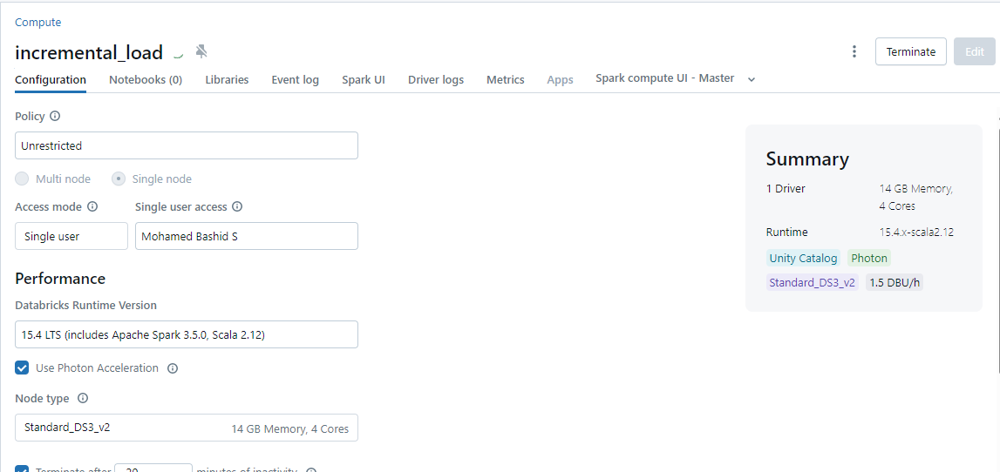 Compute
incremental_load
Terminate
Edit
Configuration Notebooks (0) Libraries Event log Spark UI Driver logs Metrics Apps Spark compute UI - Master
Policy
Unrestricted
Multi node Single node
Access mode Single user access
Single user Mohamed Bashid S
Performance
Databricks Runtime Version
15.4 LTS (includes Apache Spark 3.5.0, Scala 2.12)
Use Photon Acceleration
Node type
Standard_DS3_v2 14 GB Memory, 4 Cores
Terminate after 20 minutes of inactivity
Summary
1 Driver 14 GB Memory,
4 Cores
Runtime 15.4.x-scala2.12
Unity Catalog Photon
Standard_DS3_v2 1.5 DBU/h